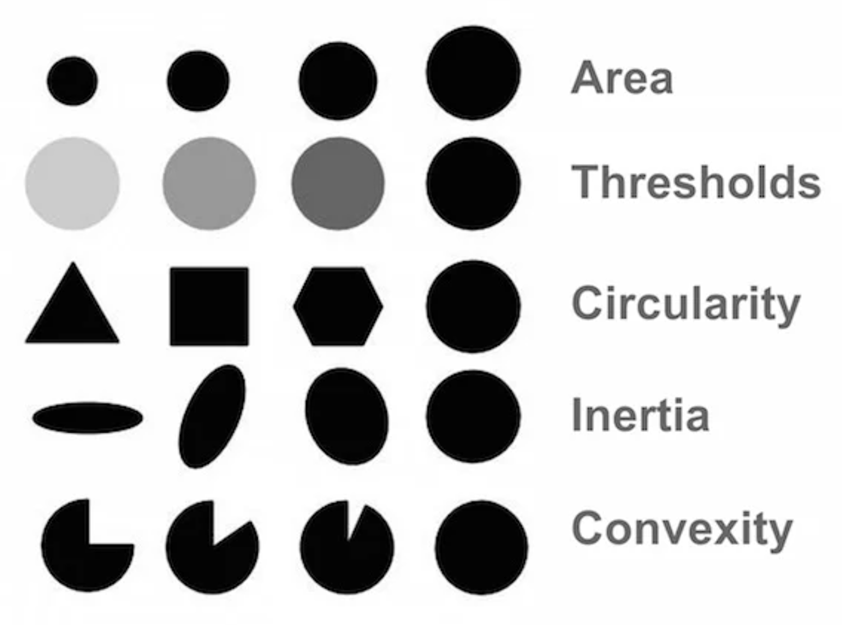 Area
Thresholds
Circularity
Inertia
Convexity